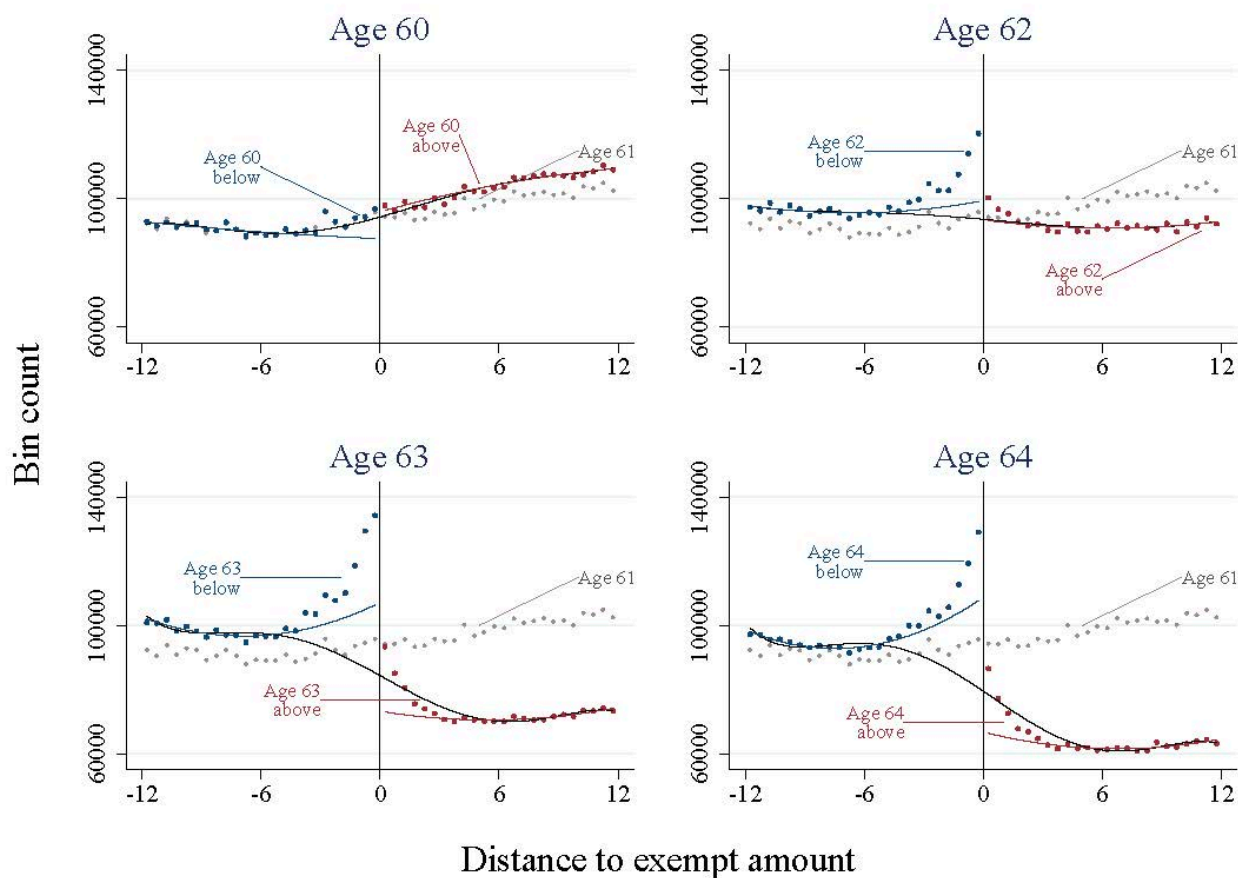 Age 60
140000
100000
60000
Age 60
below
Age 60
above
Age 61
-12
-6
0
6
12
Age 62
140000
100000
60000
Age 62
below
Age 61
Age 62
above
-12
-6
0
6
12
Bin count
Age 63
140000
100000
60000
Age 63
below
Age 61
Age 63
above
-12
-6
0
6
12
Age 64
140000
100000
60000
Age 64
below
Age 61
Age 64
above
-12
-6
0
6
12
Distance to exempt amount